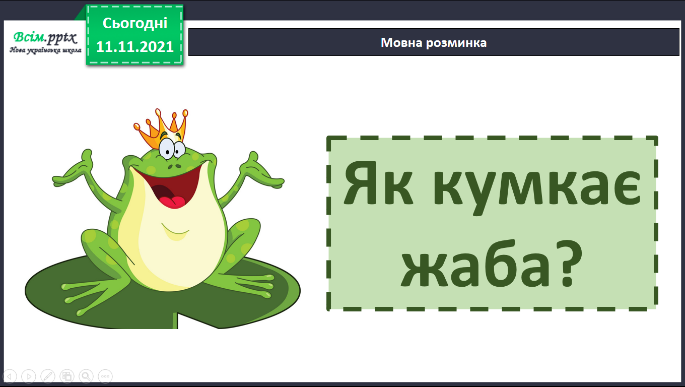 Всім.pptx
Нова українська школа
Сьогодні
11.11.2021
Мовна розминка
Як кумкає
жаба?